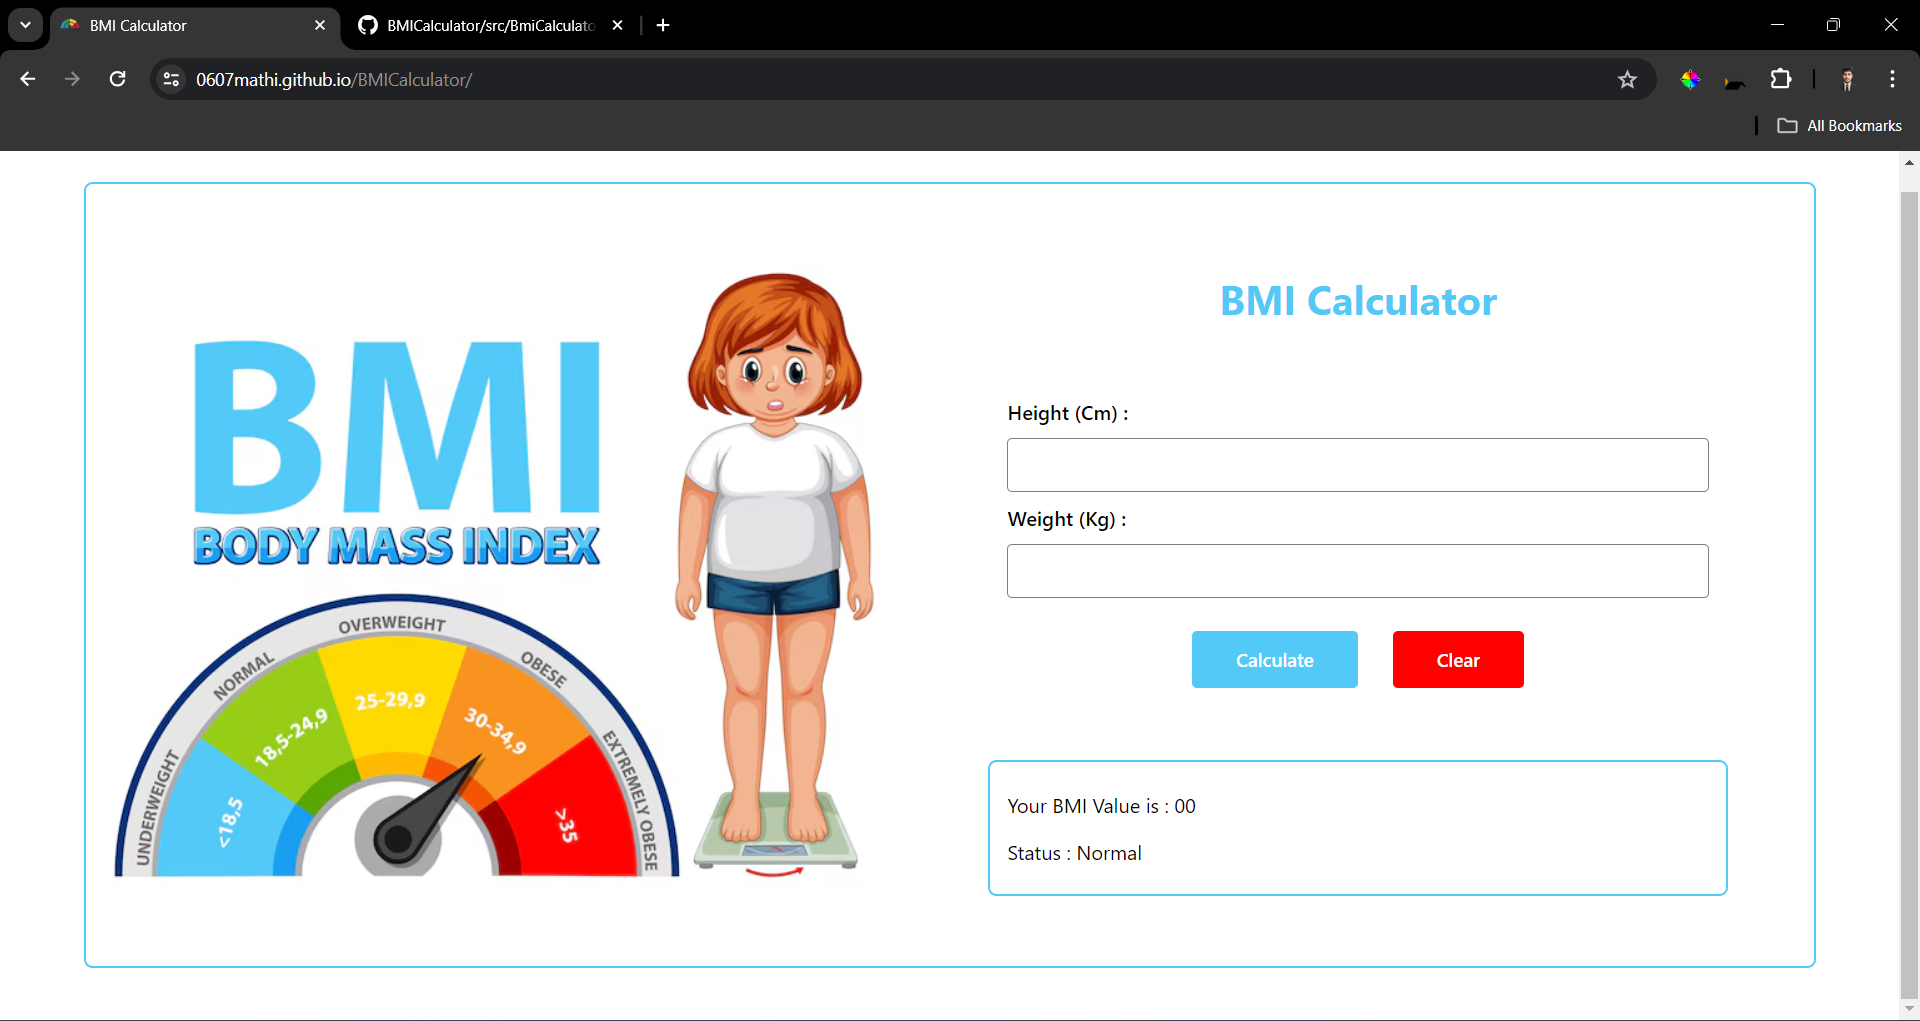 BMI Calculator
BMICalculator/src/BmiCalculato
0607mathi.github.io/BMICalculator/
All Bookmarks
BMI
BODY MASS INDEX
UNDERWEIGHT
NORMAL
OVERWEIGHT
OBESE
EXTREMELY OBESE
<18,5
18,5-24,9
25-29,9
30-34,9
>35
BMI Calculator
Height (Cm) :
Weight (Kg) :
Calculate
Clear
Your BMI Value is : 00
Status : Normal